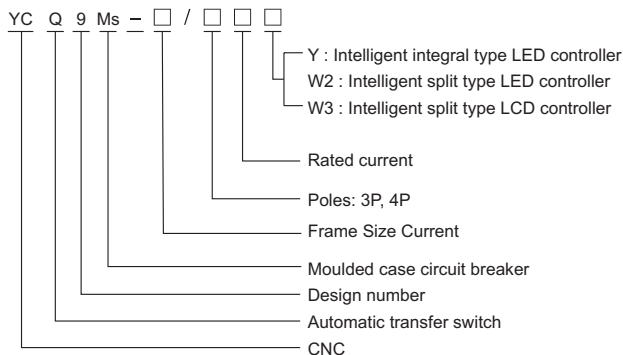 YC Q 9 Ms – □ / □ □ □
Y : Intelligent integral type LED controller
W2 : Intelligent split type LED controller
W3 : Intelligent split type LCD controller
Rated current
Poles: 3P, 4P
Frame Size Current
Moulded case circuit breaker
Design number
Automatic transfer switch
CNC